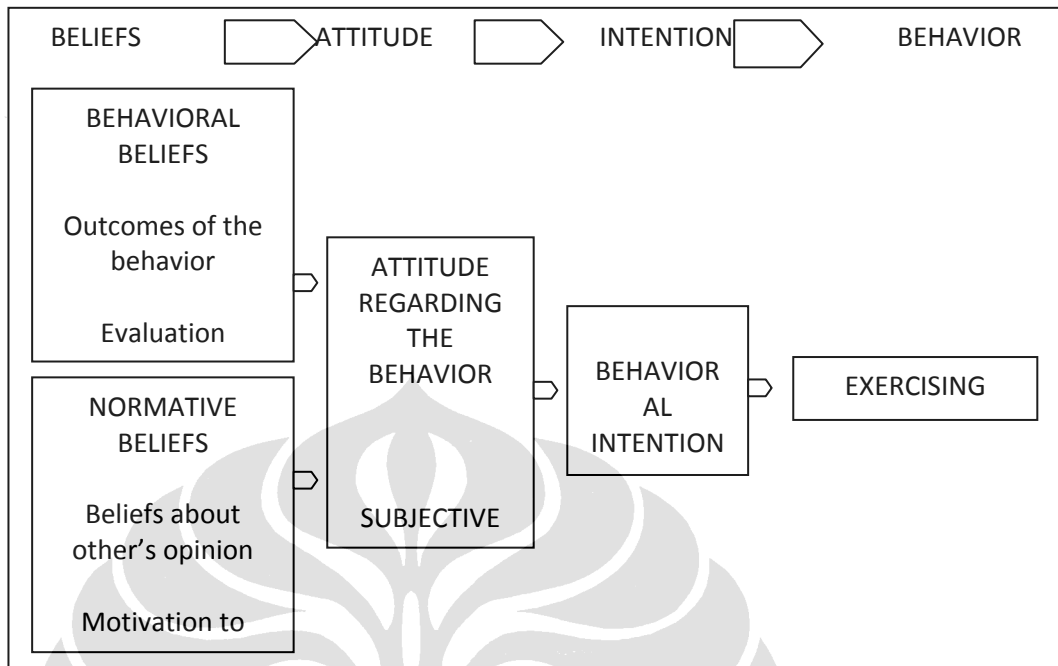 BELIEFS ATTITUDE INTENTION BEHAVIOR
BEHAVIORAL
BELIEFS
Outcomes of the
behavior
Evaluation
NORMATIVE
BELIEFS
Beliefs about
other’s opinion
Motivation to
ATTITUDE
REGARDING
THE
BEHAVIOR
SUBJECTIVE
BEHAVIOR
AL
INTENTION
EXERCISING